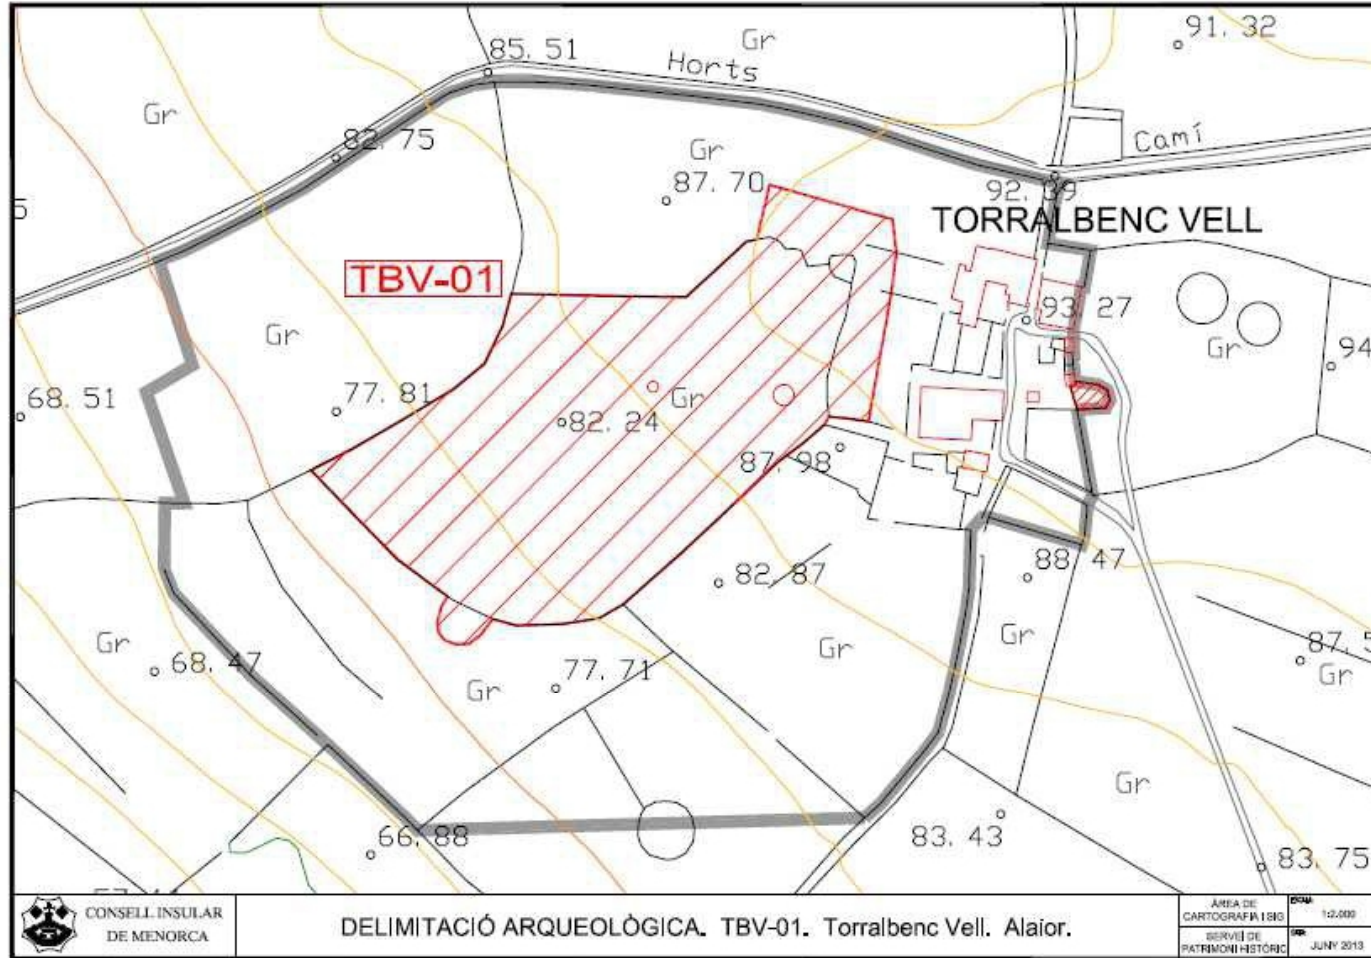 91. 32
Gr
85. 51
Horts
Gr
82. 75
Camí
Gr
87. 70
92. 39
TORRALBENC VELL
TBV-01
93. 27
Gr
Gr
94
68. 51
77. 81
Gr
82. 24
87. 98
82. 87
88. 47
Gr
Gr
Gr
87. 5
68. 47
Gr
77. 71
Gr
Gr
66. 88
83. 43
83. 75
CONSELL INSULAR
DE MENORCA
DELIMITACIÓ ARQUEOLÒGICA. TBV-01. Torralbenc Vell. Alaior.
ÀREA DE
CARTOGRAFIA I SIG
1:2.000
SERVEI DE
PATRIMONI HISTÒRIC
JUNY 2013